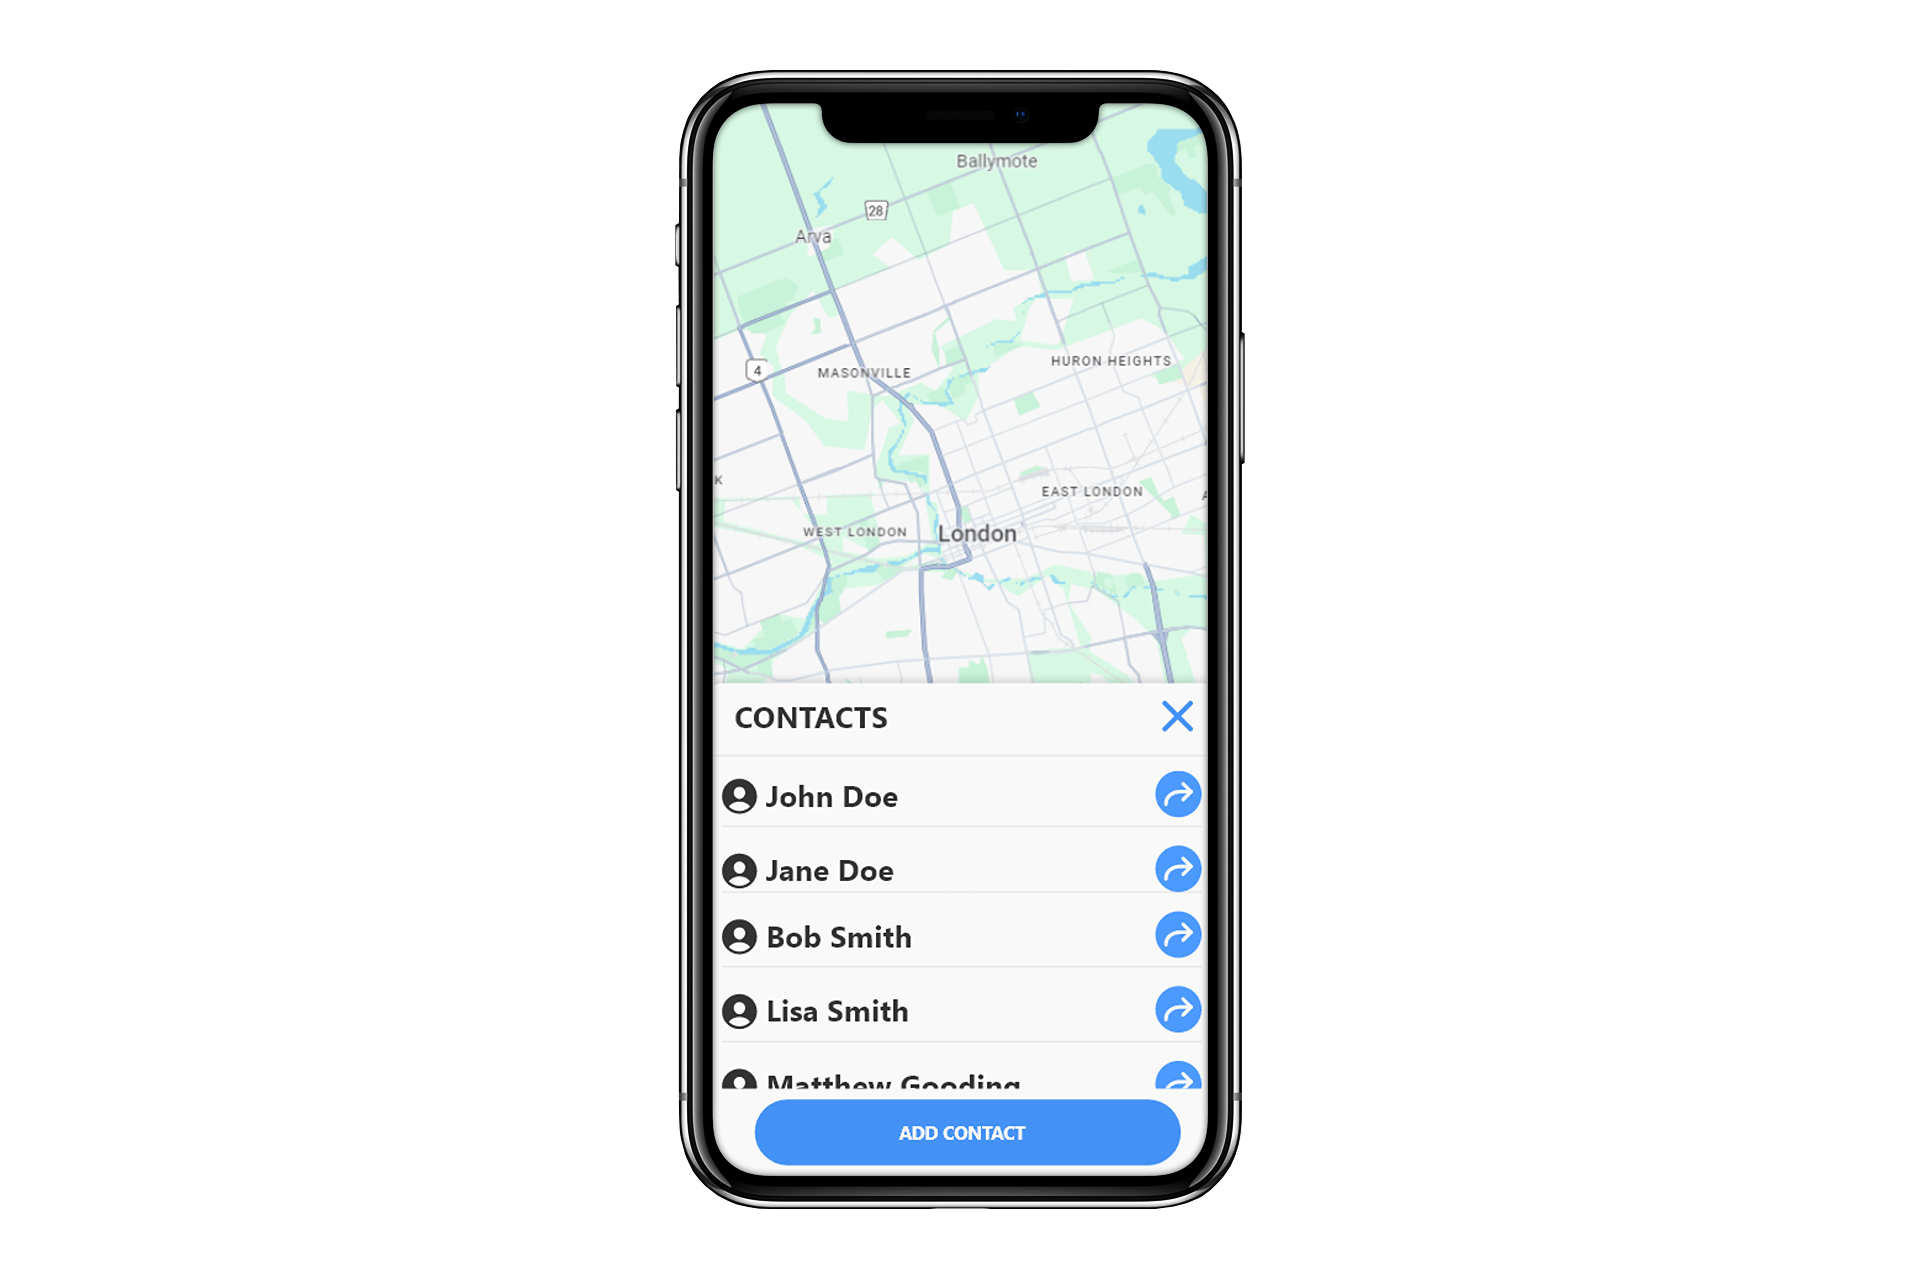 Ballymote
28
Arva
HURON HEIGHTS
4
MASONVILLE
K
EAST LONDON
A
WEST LONDON
London
CONTACTS
John Doe
Jane Doe
Bob Smith
Lisa Smith
Matthew Gooding
ADD CONTACT